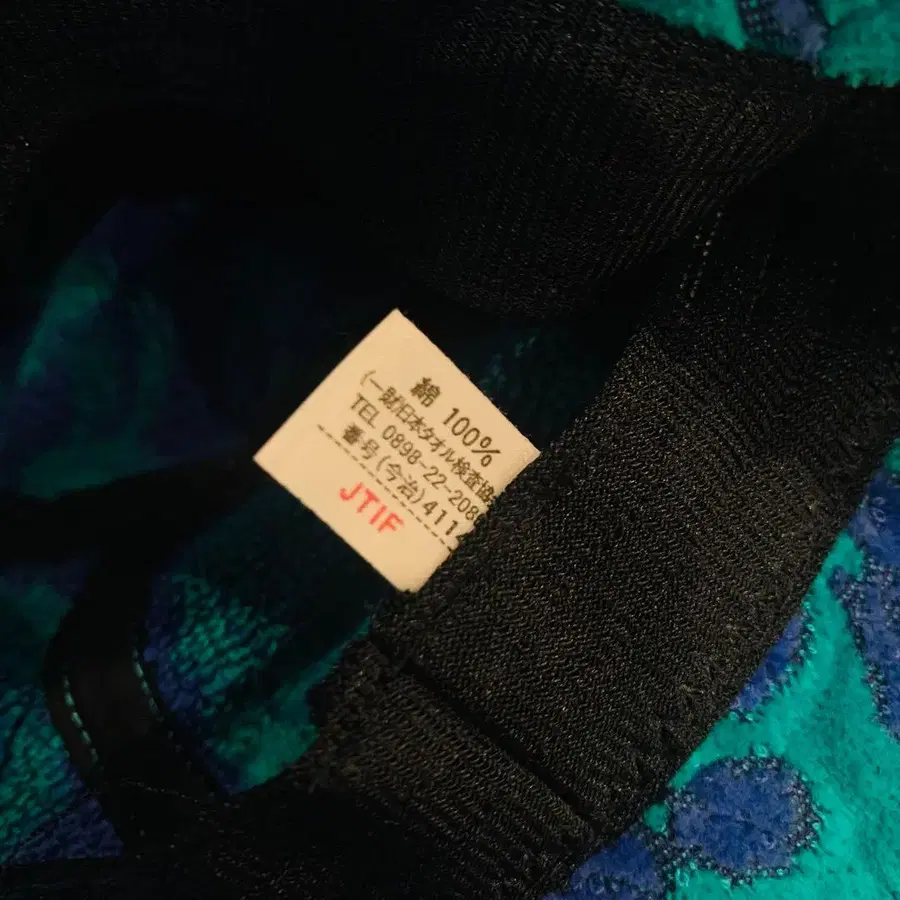 綿 100%
(一財)日本タオル検査協
TEL 0898-22-208
番号(今治)411
JTIF